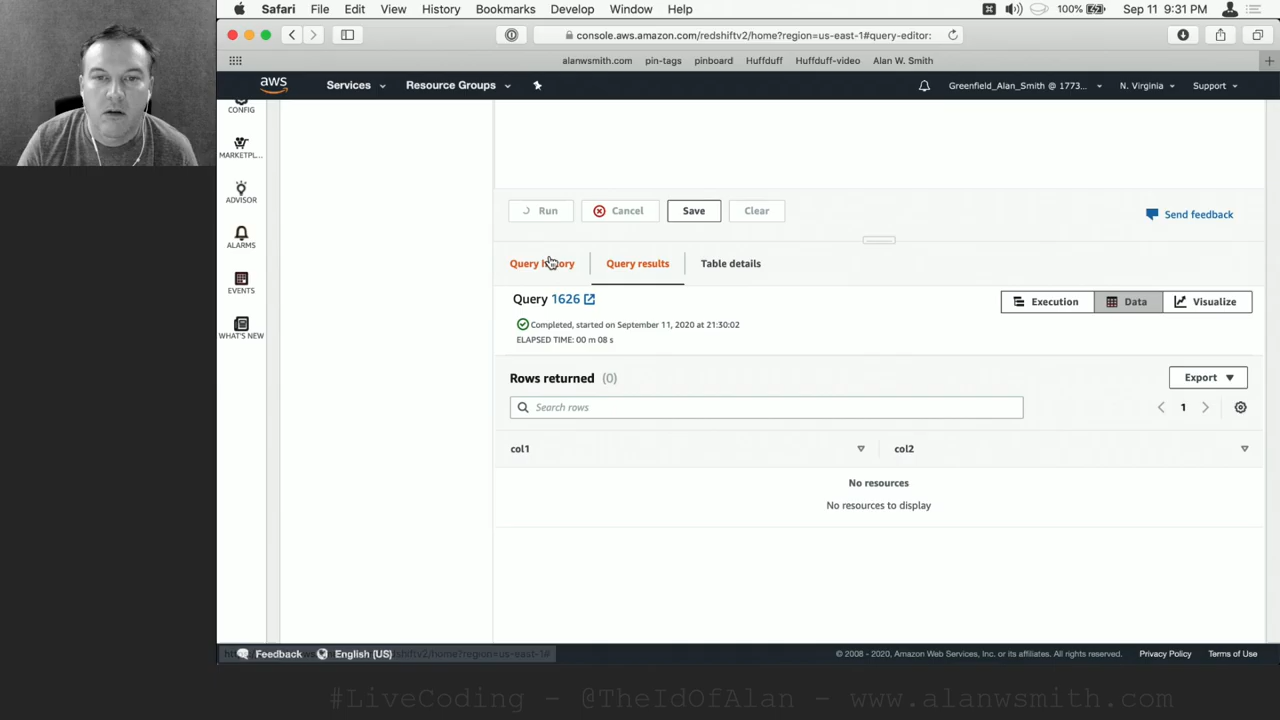 Safari File Edit View History Bookmarks Develop Window Help 100% Sep 11 9:31 PM
console.aws.amazon.com/redshiftv2/home?region=us-east-1#query-editor:
alanwsmith.com pin-tags pinboard Huffduff Huffduff-video Alan W. Smith
aws Services Resource Groups Greenfield_Alan_Smith @ 1773... N. Virginia Support
CONFIG
MARKETPL...
ADVISOR
ALARMS
EVENTS
WHAT'S NEW
Run Cancel Save Clear Send feedback
Query history Query results Table details
Query 1626 Execution Data Visualize
Completed, started on September 11, 2020 at 21:30:02
ELAPSED TIME: 00 m 08 s
Rows returned (0) Export
Search rows 1
col1 col2
No resources
No resources to display
Feedback English (US) dshiftv2/home?region=us-east-1# © 2008 - 2020, Amazon Web Services, Inc. or its affiliates. All rights reserved. Privacy Policy Terms of Use
#LiveCoding - @TheIdOfAlan - www.alanwsmith.com